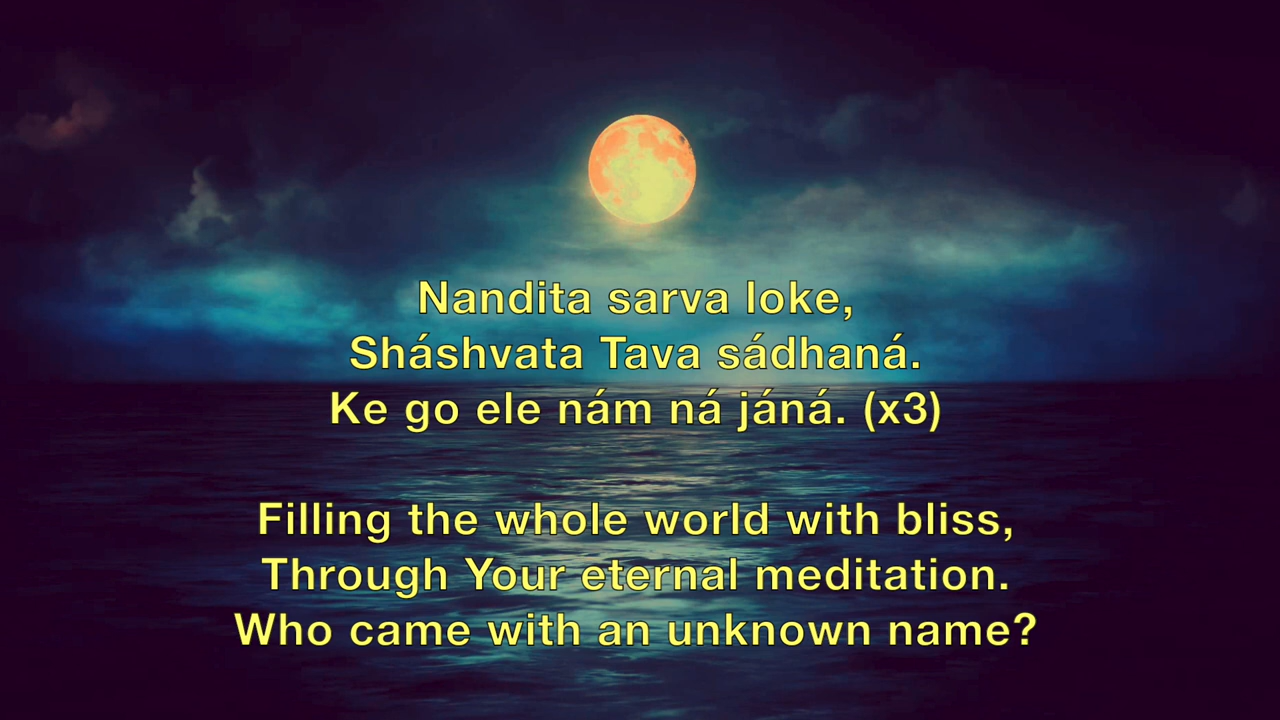 Nandita sarva loke,
Sháshvata Tava sádhaná.
Ke go ele nám ná jáná. (x3)
Filling the whole world with bliss,
Through Your eternal meditation.
Who came with an unknown name?